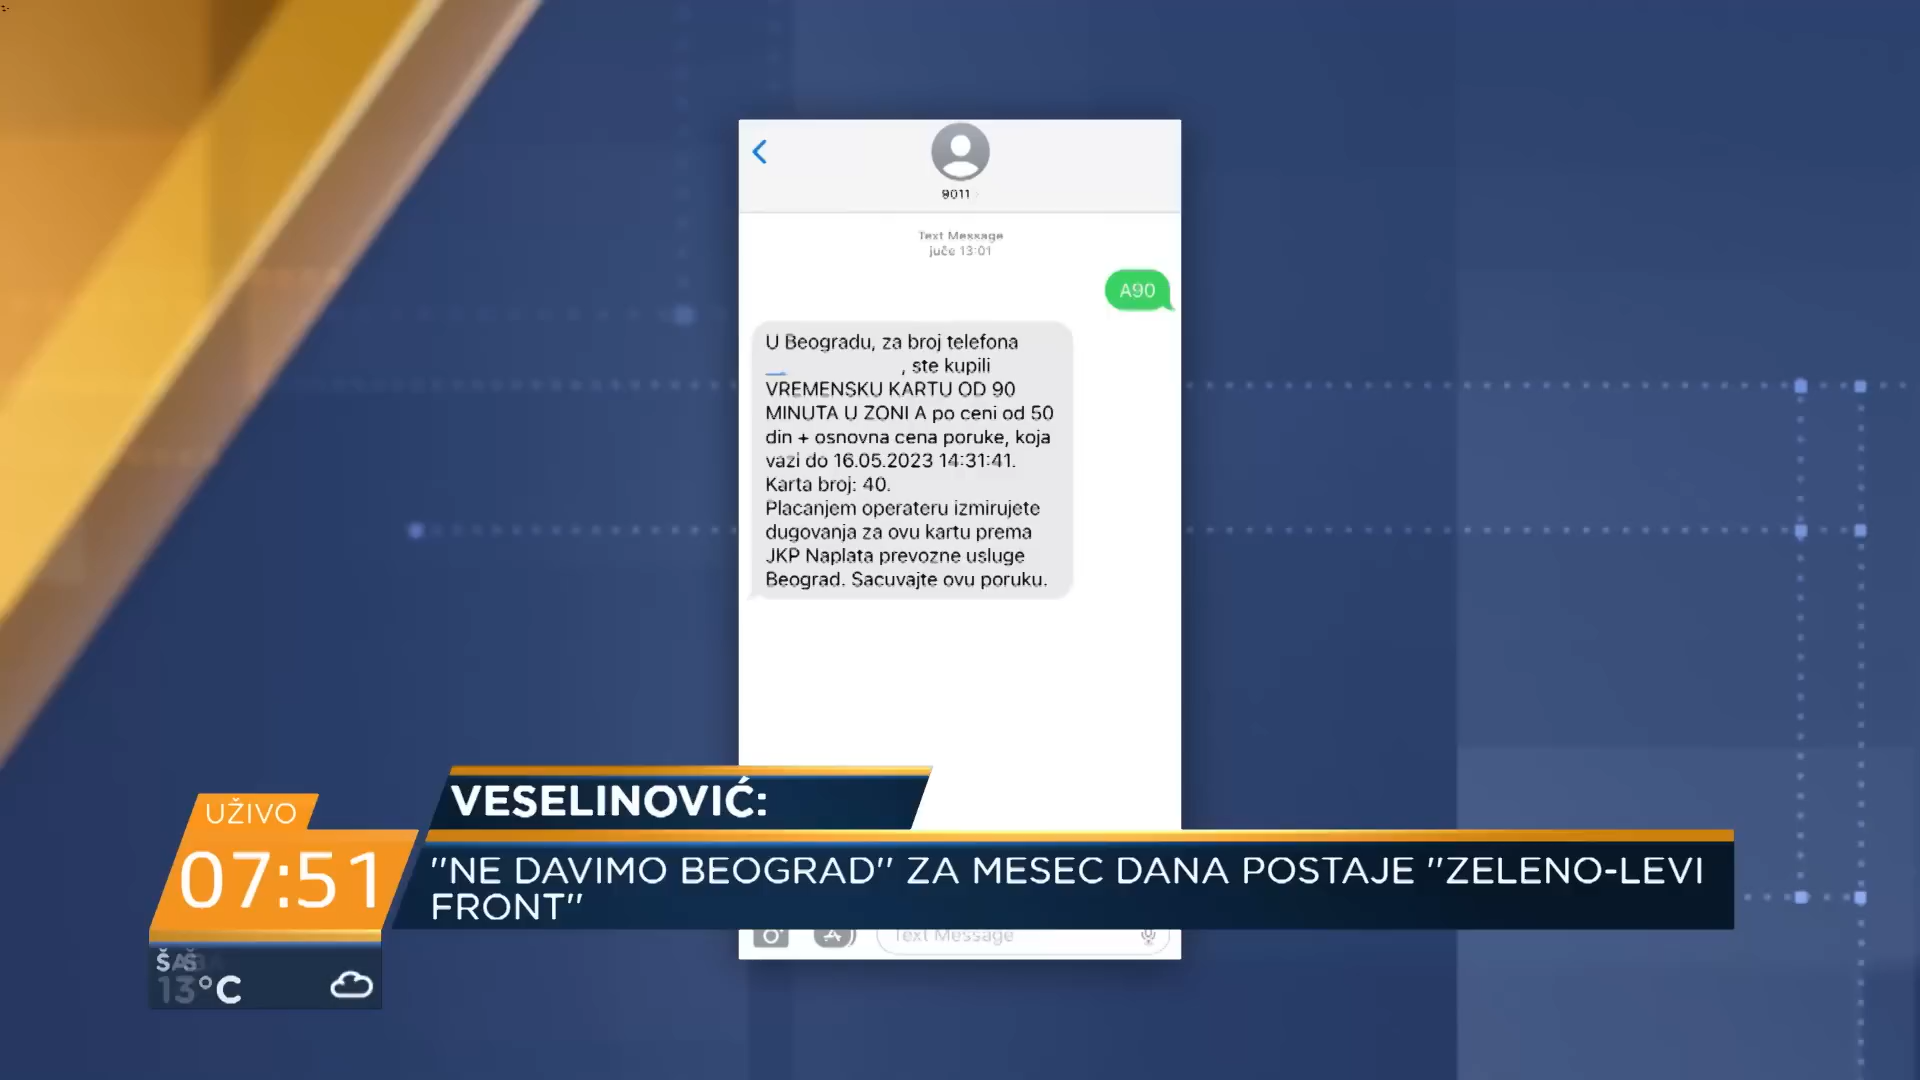 9011
Text Message
juče 13:01
A90
U Beogradu, za broj telefona
, ste kupili
VREMENSKU KARTU OD 90
MINUTA U ZONI A po ceni od 50
din + osnovna cena poruke, koja
vazi do 16.05.2023 14:31:41.
Karta broj: 40.
Placanjem operateru izmirujete
dugovanja za ovu kartu prema
JKP Naplata prevozne usluge
Beograd. Sacuvajte ovu poruku.
VESELINOVIĆ:
UŽIVO
07:51
"NE DAVIMO BEOGRAD" ZA MESEC DANA POSTAJE "ZELENO-LEVI
FRONT"
Text Message
13°C